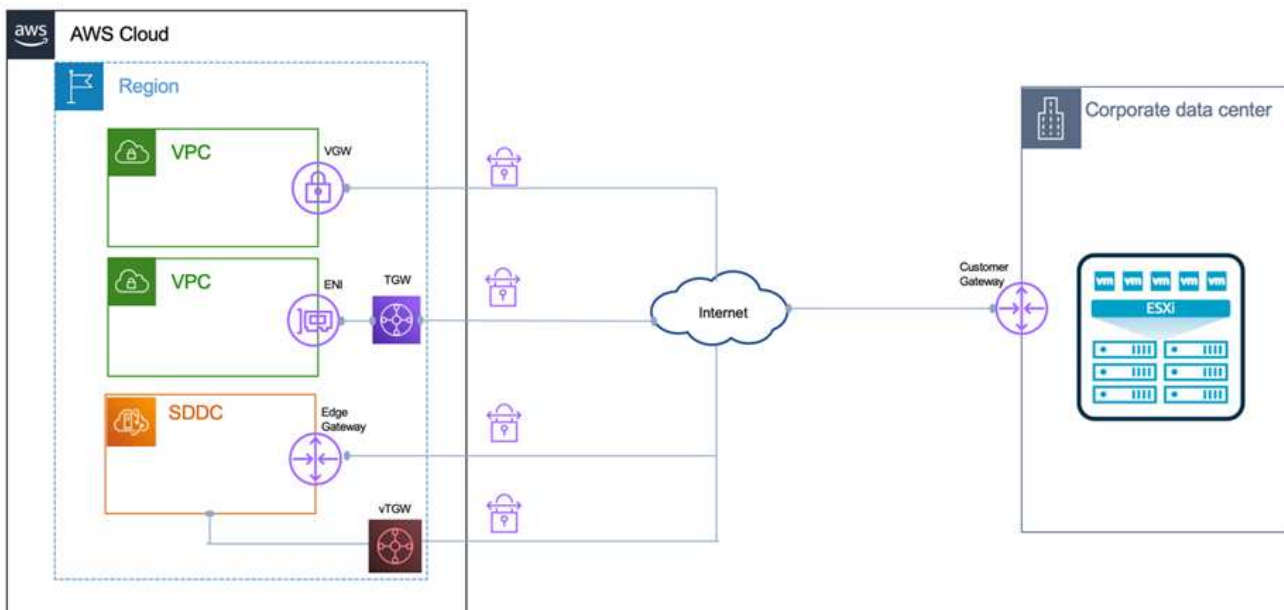 aws
AWS Cloud
Region
VPC
VGW
VPC
ENI
TGW
SDDC
Edge
Gateway
vTGW
Internet
Customer
Gateway
Corporate data center
vm vm vm vm vm
ESXi